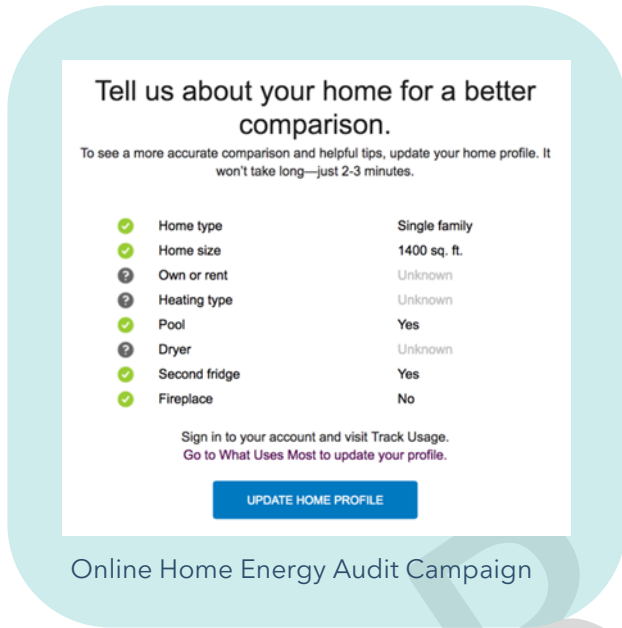 Tell us about your home for a better
comparison.
To see a more accurate comparison and helpful tips, update your home profile. It
won't take long—just 2-3 minutes.
Home type Single family
Home size 1400 sq. ft.
Own or rent Unknown
Heating type Unknown
Pool Yes
Dryer Unknown
Second fridge Yes
Fireplace No
Sign in to your account and visit Track Usage.
Go to What Uses Most to update your profile.
UPDATE HOME PROFILE
Online Home Energy Audit Campaign